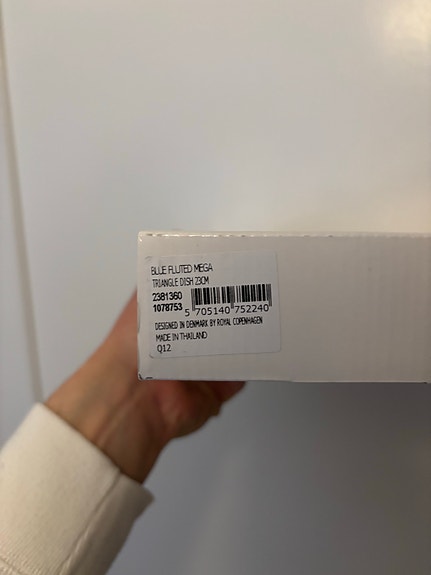 BLUE FLUTED MEGA
TRIANGLE DISH 23CM
2381360
1078753
5 705140 752240
DESIGNED IN DENMARK BY ROYAL COPENHAGEN
MADE IN THAILAND
Q12